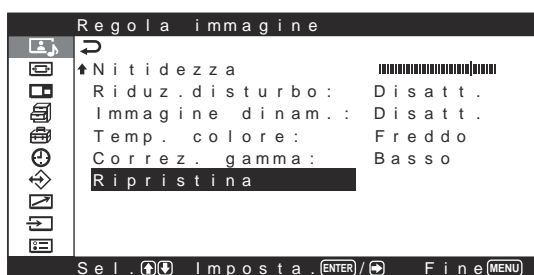 Regola immagine
Nitidezza
Riduz.disturbo: Disatt.
Immagine dinam.: Disatt.
Temp. colore: Freddo
Correz. gamma: Basso
Ripristina
Sel. Imposta. ENTER / Fine MENU